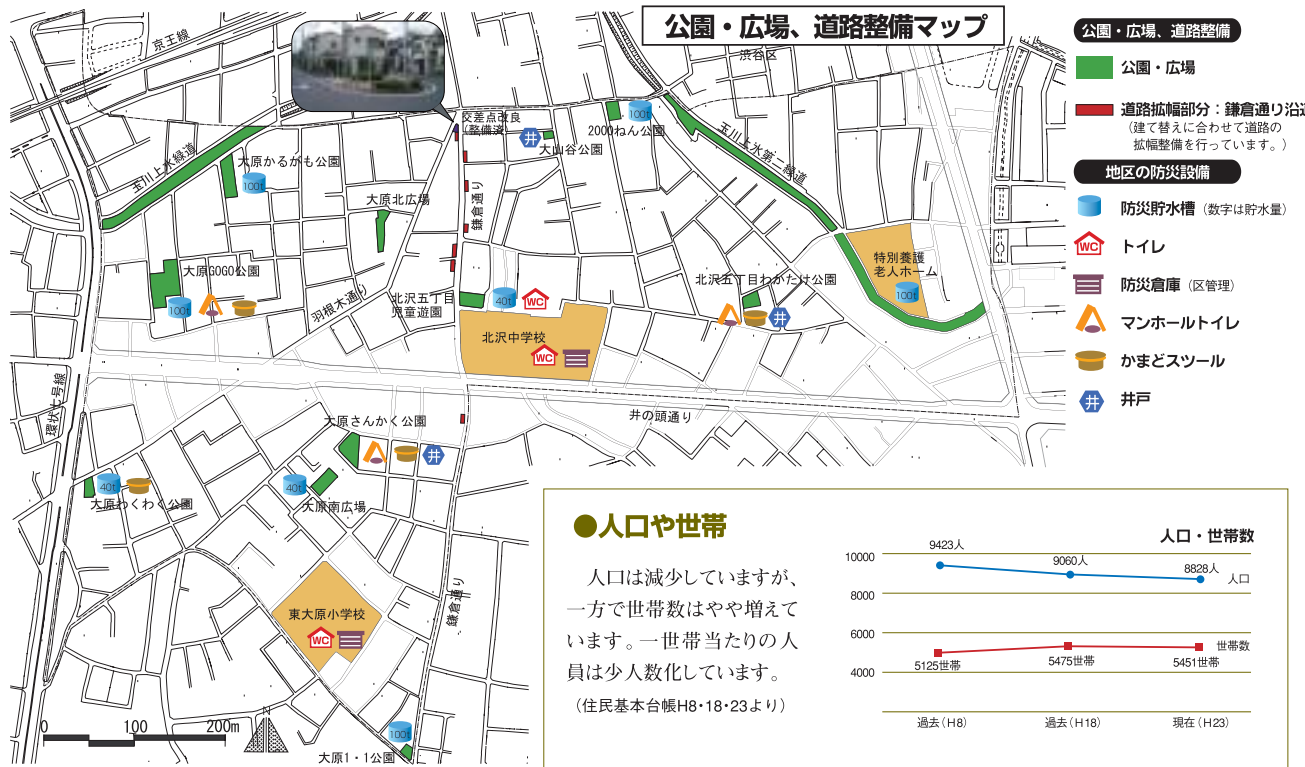 公園・広場、道路整備マップ
公園・広場、道路整備
公園・広場
道路拡幅部分：鎌倉通り沿道
（建て替えに合わせて道路の
拡幅整備を行っています。）
地区の防災設備
防災貯水槽（数字は貯水量）
WC
トイレ
防災倉庫（区管理）
マンホールトイレ
かまどスツール
井
井戸
京王線
渋谷区
交差点改良
（整備済）
井
大山谷公園
2000ねん公園
100t
玉川上水緑道
玉川上水第二緑道
大原かるがも公園
100t
大原北広場
鎌倉通り
特別養護
老人ホーム
100t
大原GOGO公園
100t
羽根木通り
北沢五丁目
児童遊園
40t
WC
北沢五丁目わかたけ公園
井
北沢中学校
WC
環状七号線
井の頭通り
大原さんかく公園
井
40t
大原わくわく公園
40t
大原南広場
東大原小学校
WC
鎌倉通り
100t
大原1・1公園
0 100 200m
N
●人口や世帯
人口は減少していますが、
一方で世帯数はやや増えて
います。一世帯当たりの人
員は少人数化しています。
（住民基本台帳H8・18・23より）
人口・世帯数
10000
8000
6000
4000
9423人
9060人
8828人
人口
世帯数
5125世帯
5475世帯
5451世帯
過去（H8）
過去（H18）
現在（H23）